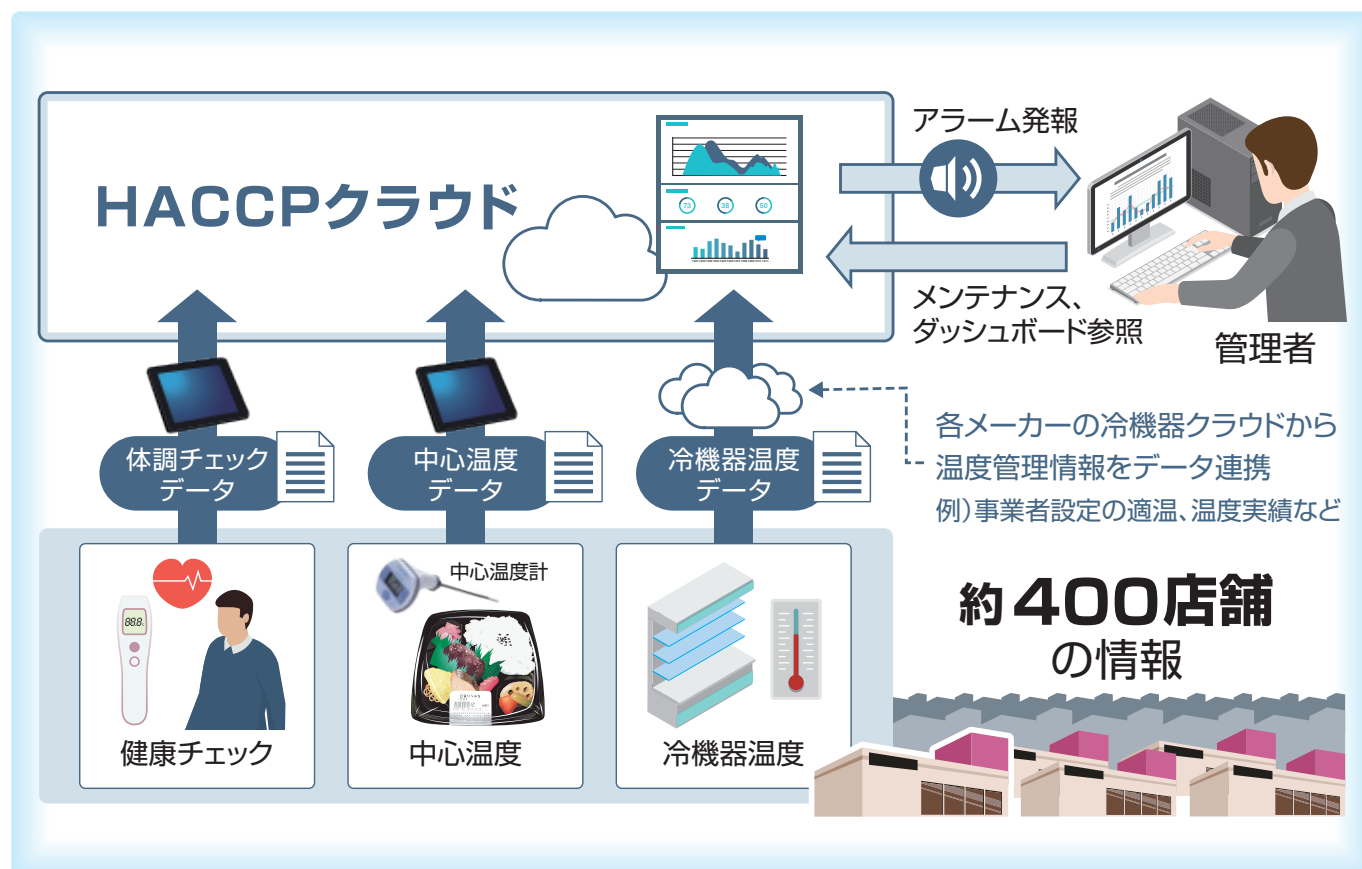 HACCPクラウド
73
38
50
アラーム発報
メンテナンス、
ダッシュボード参照
管理者
体調チェック
データ
中心温度
データ
冷機器温度
データ
各メーカーの冷機器クラウドから
温度管理情報をデータ連携
例)事業者設定の適温、温度実績など
中心温度計
88.8
健康チェック
中心温度
冷機器温度
約400店舗
の情報